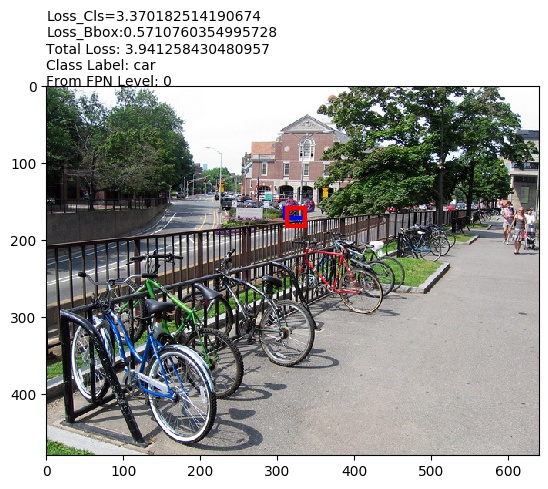 Loss_Cls=3.370182514190674
Loss_Bbox:0.5710760354995728
Total Loss: 3.941258430480957
Class Label: car
From FPN Level: 0
0
100
200
300
400
0
100
200
300
400
500
600